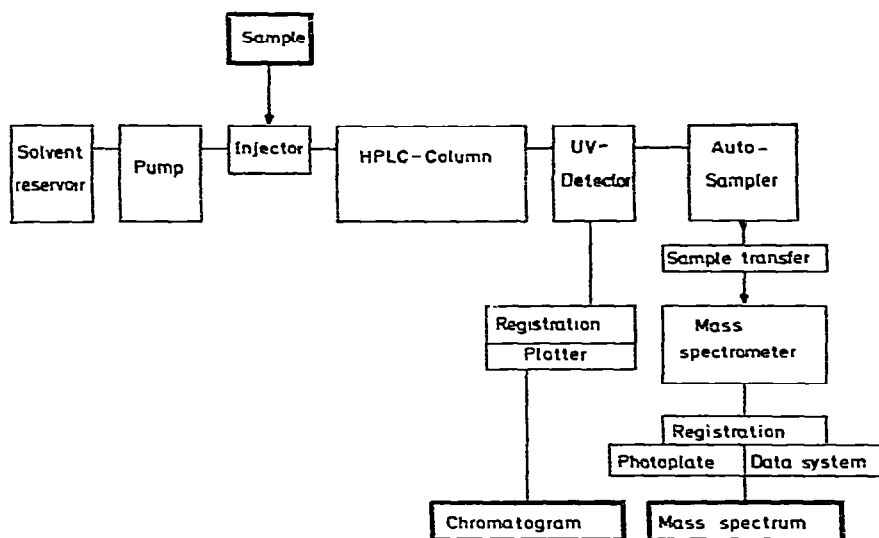 Sample
Solvent
reservoir
Pump
Injector
HPLC-Column
UV-
Detector
Auto-
Sampler
Sample transfer
Registration
Plotter
Mass
spectrometer
Registration
Photoplate
Data system
Chromatogram
Mass spectrum